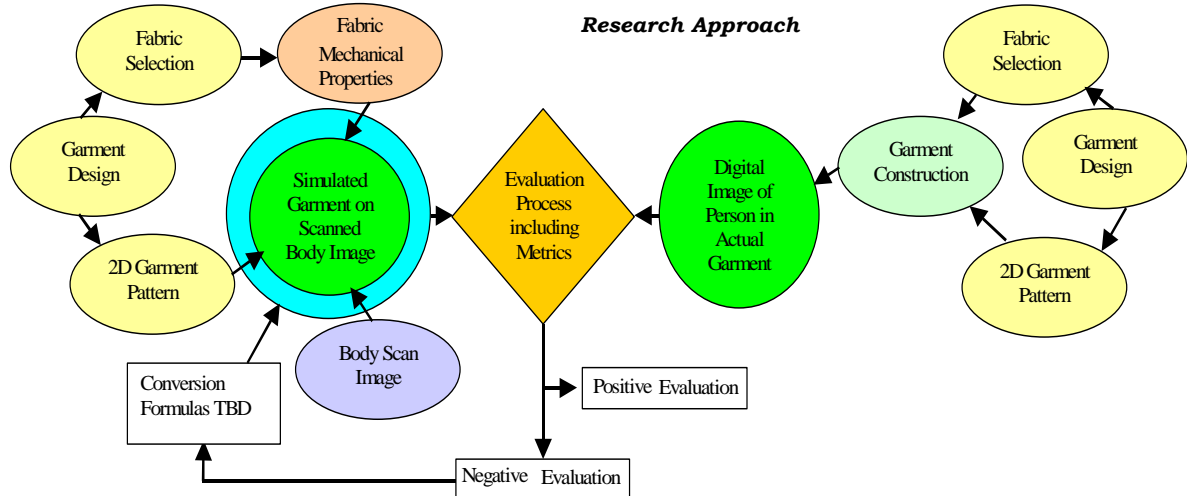 Research Approach
Fabric
Selection
Fabric
Mechanical
Properties
Garment
Design
2D Garment
Pattern
Simulated
Garment on
Scanned
Body Image
Body Scan
Image
Conversion
Formulas TBD
Evaluation
Process
including
Metrics
Positive Evaluation
Negative Evaluation
Digital
Image of
Person in
Actual
Garment
Garment
Construction
Fabric
Selection
Garment
Design
2D Garment
Pattern